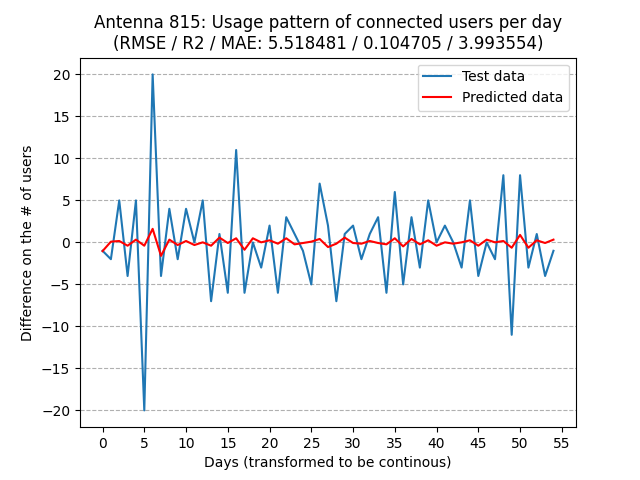 Antenna 815: Usage pattern of connected users per day
(RMSE / R2 / MAE: 5.518481 / 0.104705 / 3.993554)
Test data
Predicted data
Difference on the # of users
20
15
10
5
0
−5
−10
−15
−20
0 5 10 15 20 25 30 35 40 45 50 55
Days (transformed to be continous)